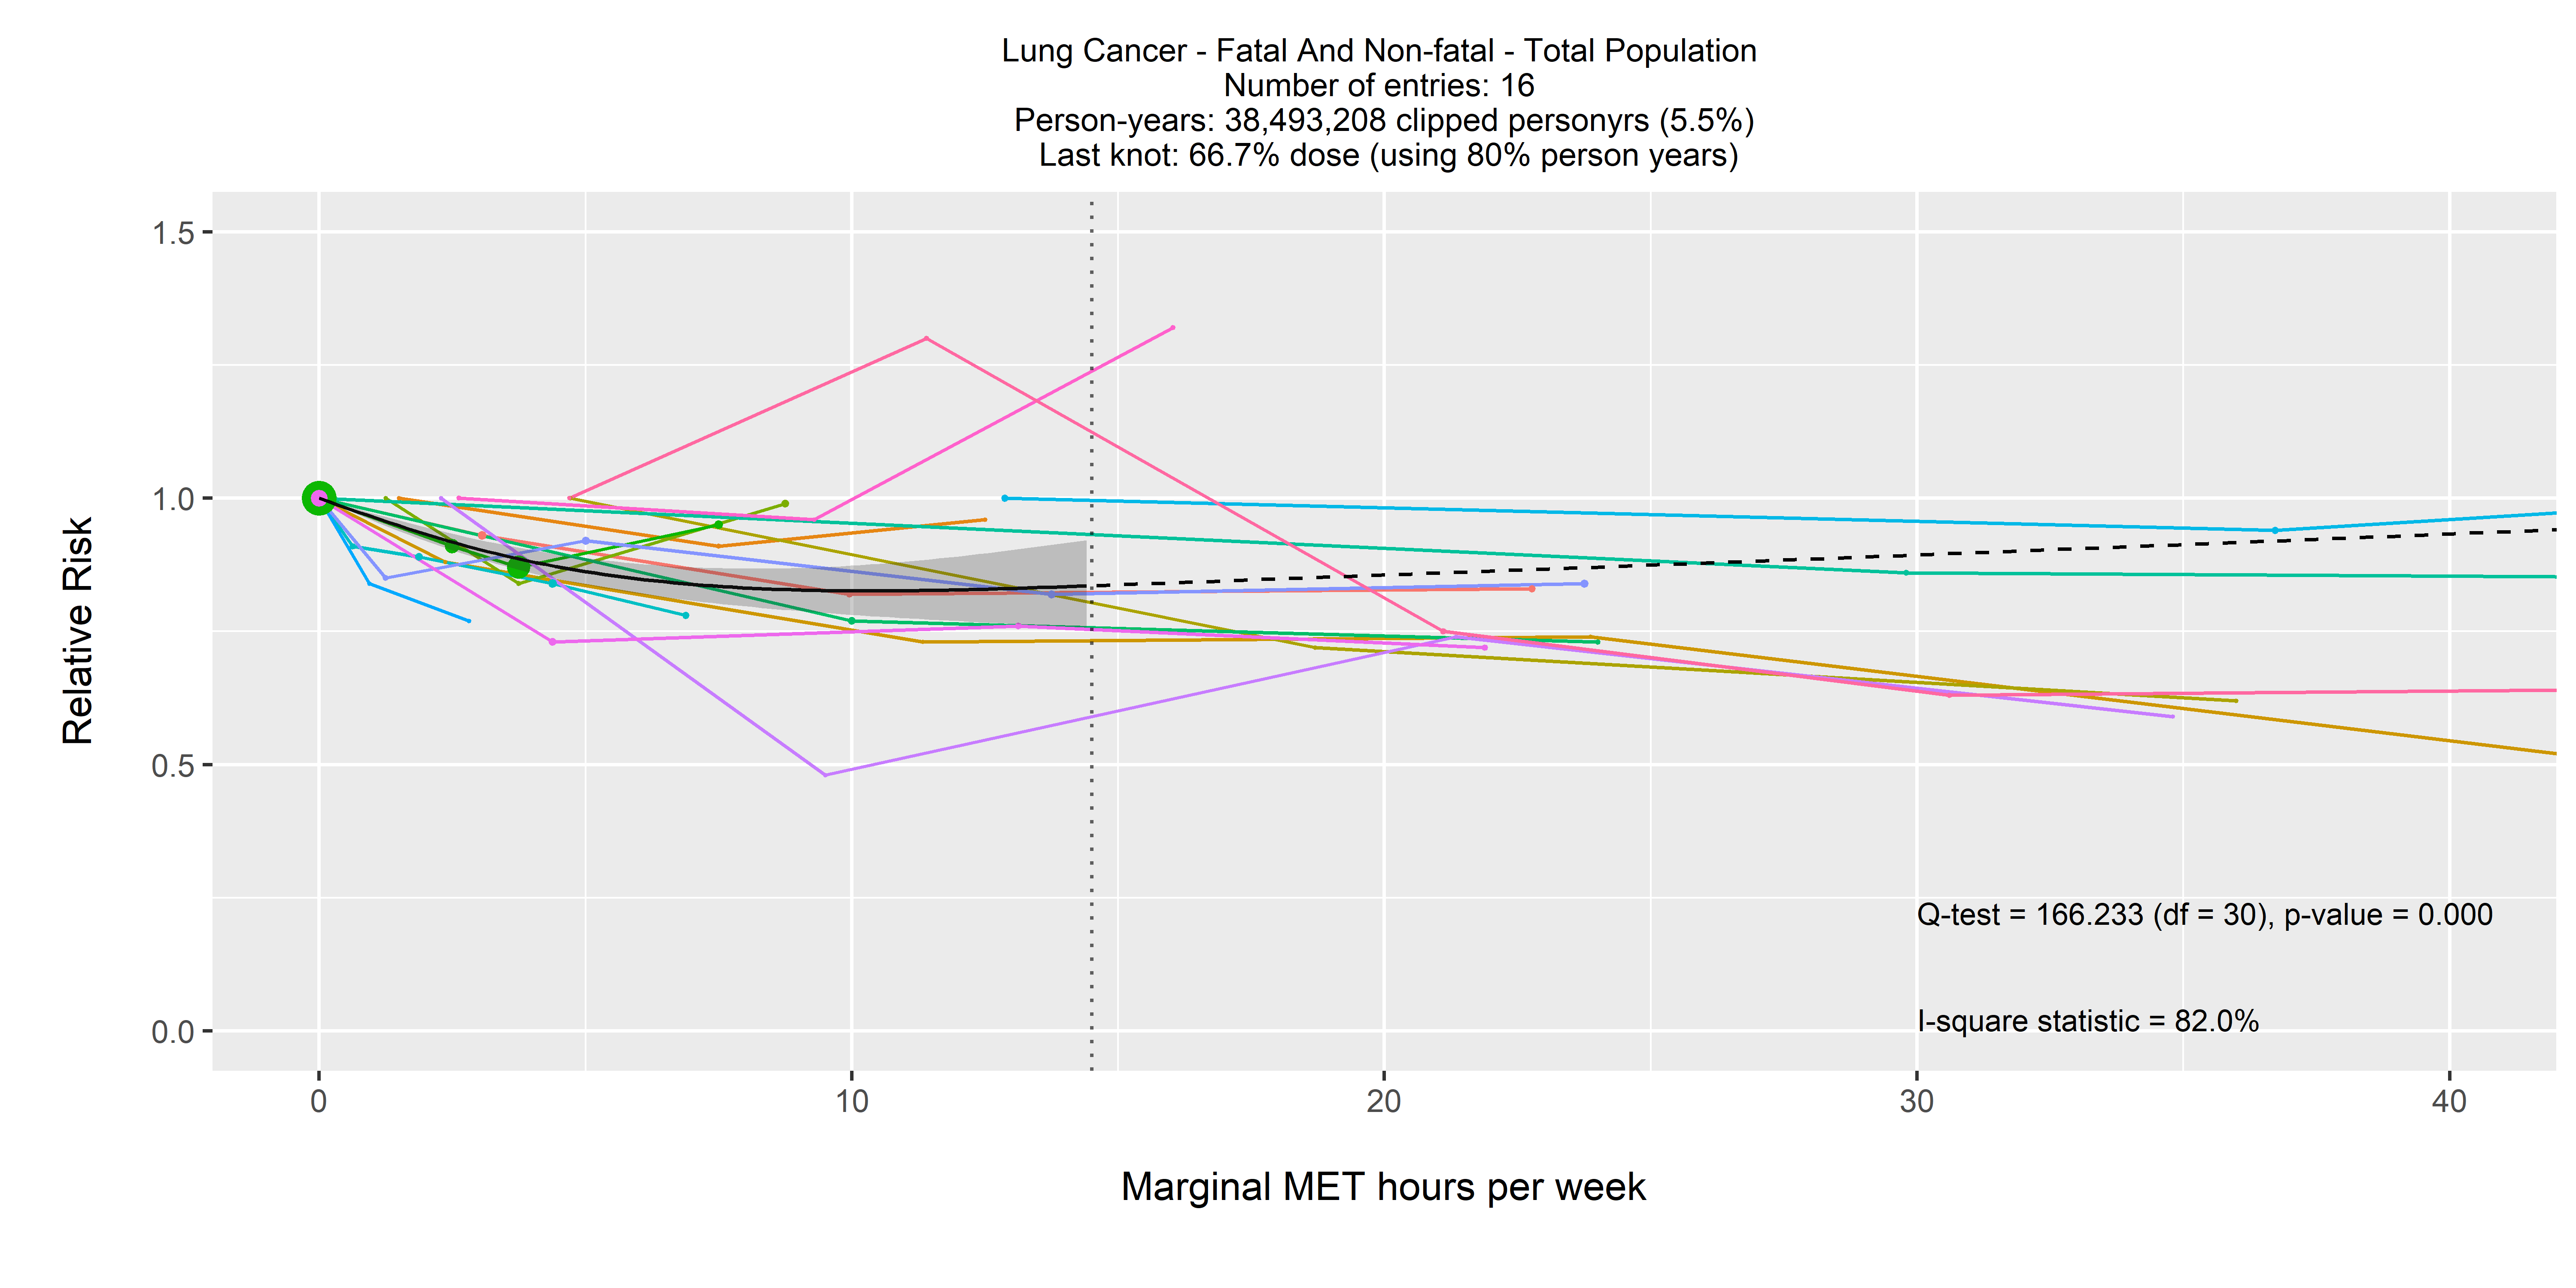 Lung Cancer - Fatal And Non-fatal - Total Population
Number of entries: 16
Person-years: 38,493,208 clipped personyrs (5.5%)
Last knot: 66.7% dose (using 80% person years)
1.5
1.0
0.5
0.0
Relative Risk
Q-test = 166.233 (df = 30), p-value = 0.000
I-square statistic = 82.0%
0 10 20 30 40
Marginal MET hours per week